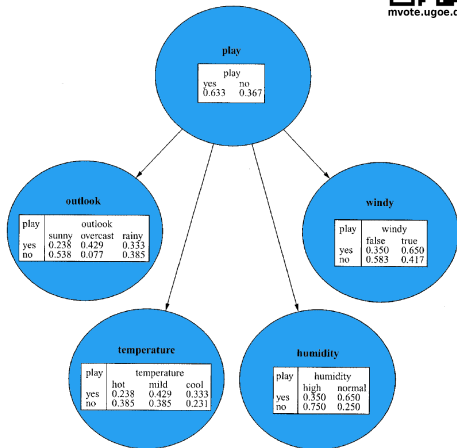 mvote.ugoe.d
play
play
yes no
0.633 0.367
outlook
play outlook
sunny overcast rainy
yes 0.238 0.429 0.333
no 0.538 0.077 0.385
windy
play windy
false true
yes 0.350 0.650
no 0.583 0.417
temperature
play temperature
hot mild cool
yes 0.238 0.429 0.333
no 0.385 0.385 0.231
humidity
play humidity
high normal
yes 0.350 0.650
no 0.750 0.250